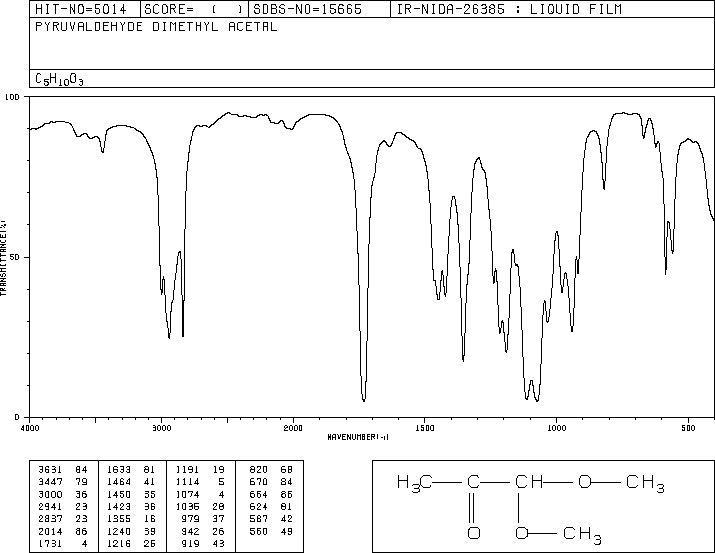 HIT-NO=5014 SCORE= ( ) SDBS-NO=15665 IR-NIDA-26385 : LIQUID FILM
PYRUVALDEHYDE DIMETHYL ACETAL
C5H10O3
100
50
0
TRANSMITTANCE(%)
4000 3000 2000 1500 1000 500
WAVENUMBER(-1)
3631 84 1633 81 1191 19 820 68
3447 79 1464 41 1114 5 670 84
3000 36 1450 35 1074 4 664 86
2941 23 1423 36 1035 28 624 81
2837 23 1355 16 979 37 587 42
2014 86 1240 39 942 26 560 49
1731 4 1216 25 919 43
H3C C CH O CH3
O O CH3